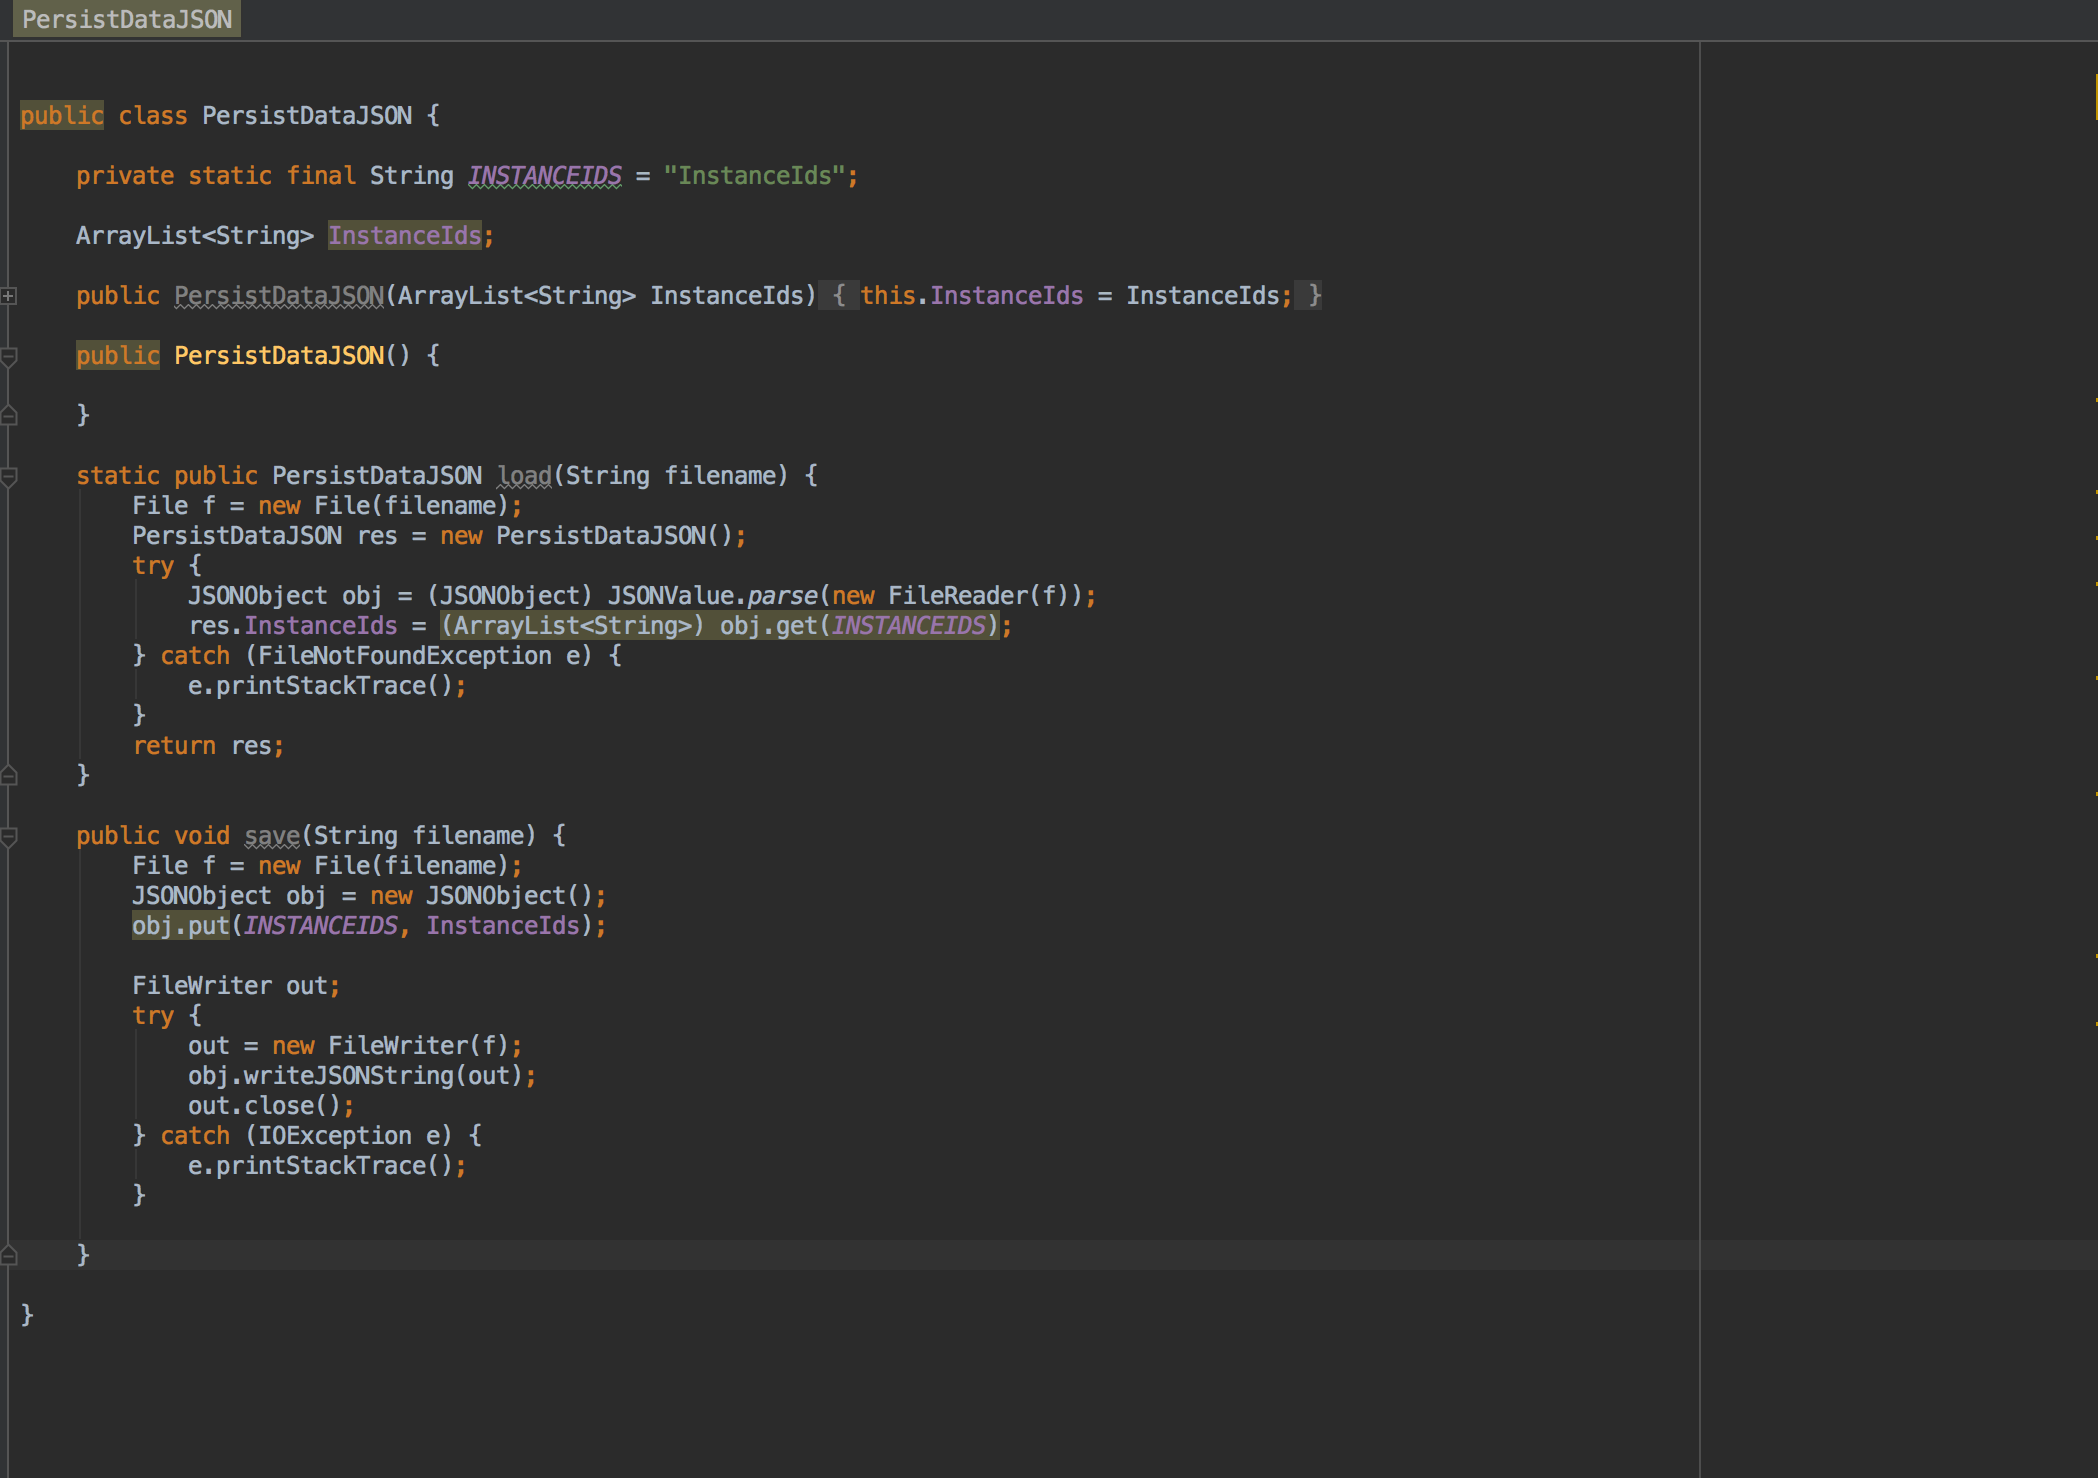 PersistDataJSON
public class PersistDataJSON {
private static final String INSTANCEIDS = "InstanceIds";
ArrayList<String> InstanceIds;
public PersistDataJSON(ArrayList<String> InstanceIds) { this.InstanceIds = InstanceIds; }
public PersistDataJSON() {
}
static public PersistDataJSON load(String filename) {
File f = new File(filename);
PersistDataJSON res = new PersistDataJSON();
try {
JSONObject obj = (JSONObject) JSONValue.parse(new FileReader(f));
res.InstanceIds = (ArrayList<String>) obj.get(INSTANCEIDS);
} catch (FileNotFoundException e) {
e.printStackTrace();
}
return res;
}
public void save(String filename) {
File f = new File(filename);
JSONObject obj = new JSONObject();
obj.put(INSTANCEIDS, InstanceIds);
FileWriter out;
try {
out = new FileWriter(f);
obj.writeJSONString(out);
out.close();
} catch (IOException e) {
e.printStackTrace();
}
}
}